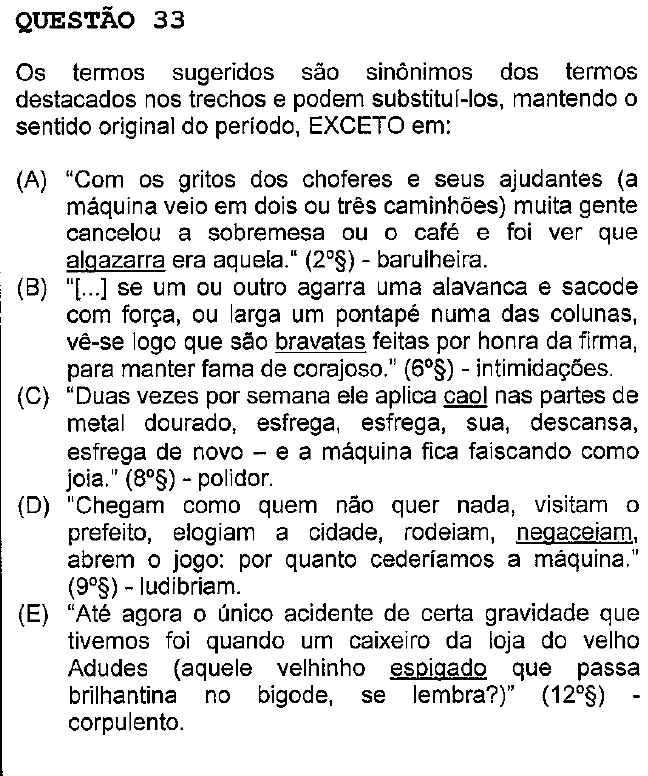 QUESTÃO 33
Os termos sugeridos são sinônimos dos termos
destacados nos trechos e podem substituí-los, mantendo o
sentido original do período, EXCETO em:
(A) “Com os gritos dos choferes e seus ajudantes (a
máquina veio em dois ou três caminhões) muita gente
cancelou a sobremesa ou o café e foi ver que
algazarra era aquela.“ (2º§) - barulheira.
(B) "[...] se um ou outro agarra uma alavanca e sacode
com força, ou larga um pontapé numa das colunas,
vê-se logo que são bravatas feitas por honra da firma,
para manter fama de corajoso.” (6º§) - intimidações.
(C) “Duas vezes por semana ele aplica caol nas partes de
metal dourado, esfrega, esfrega, sua, descansa,
esfrega de novo – e a máquina fica faiscando como
joia.” (8º§) - polidor.
(D) "Chegam como quem não quer nada, visitam o
prefeito, elogiam a cidade, rodeiam, negaceiam,
abrem o jogo: por quanto cederíamos a máquina.”
(9º§) - ludibriam.
(E) “Até agora o único acidente de certa gravidade que
tivemos foi quando um caixeiro da loja do velho
Adudes (aquele velhinho espigado que passa
brilhantina no bigode, se lembra?)” (12º§) -
corpulento.